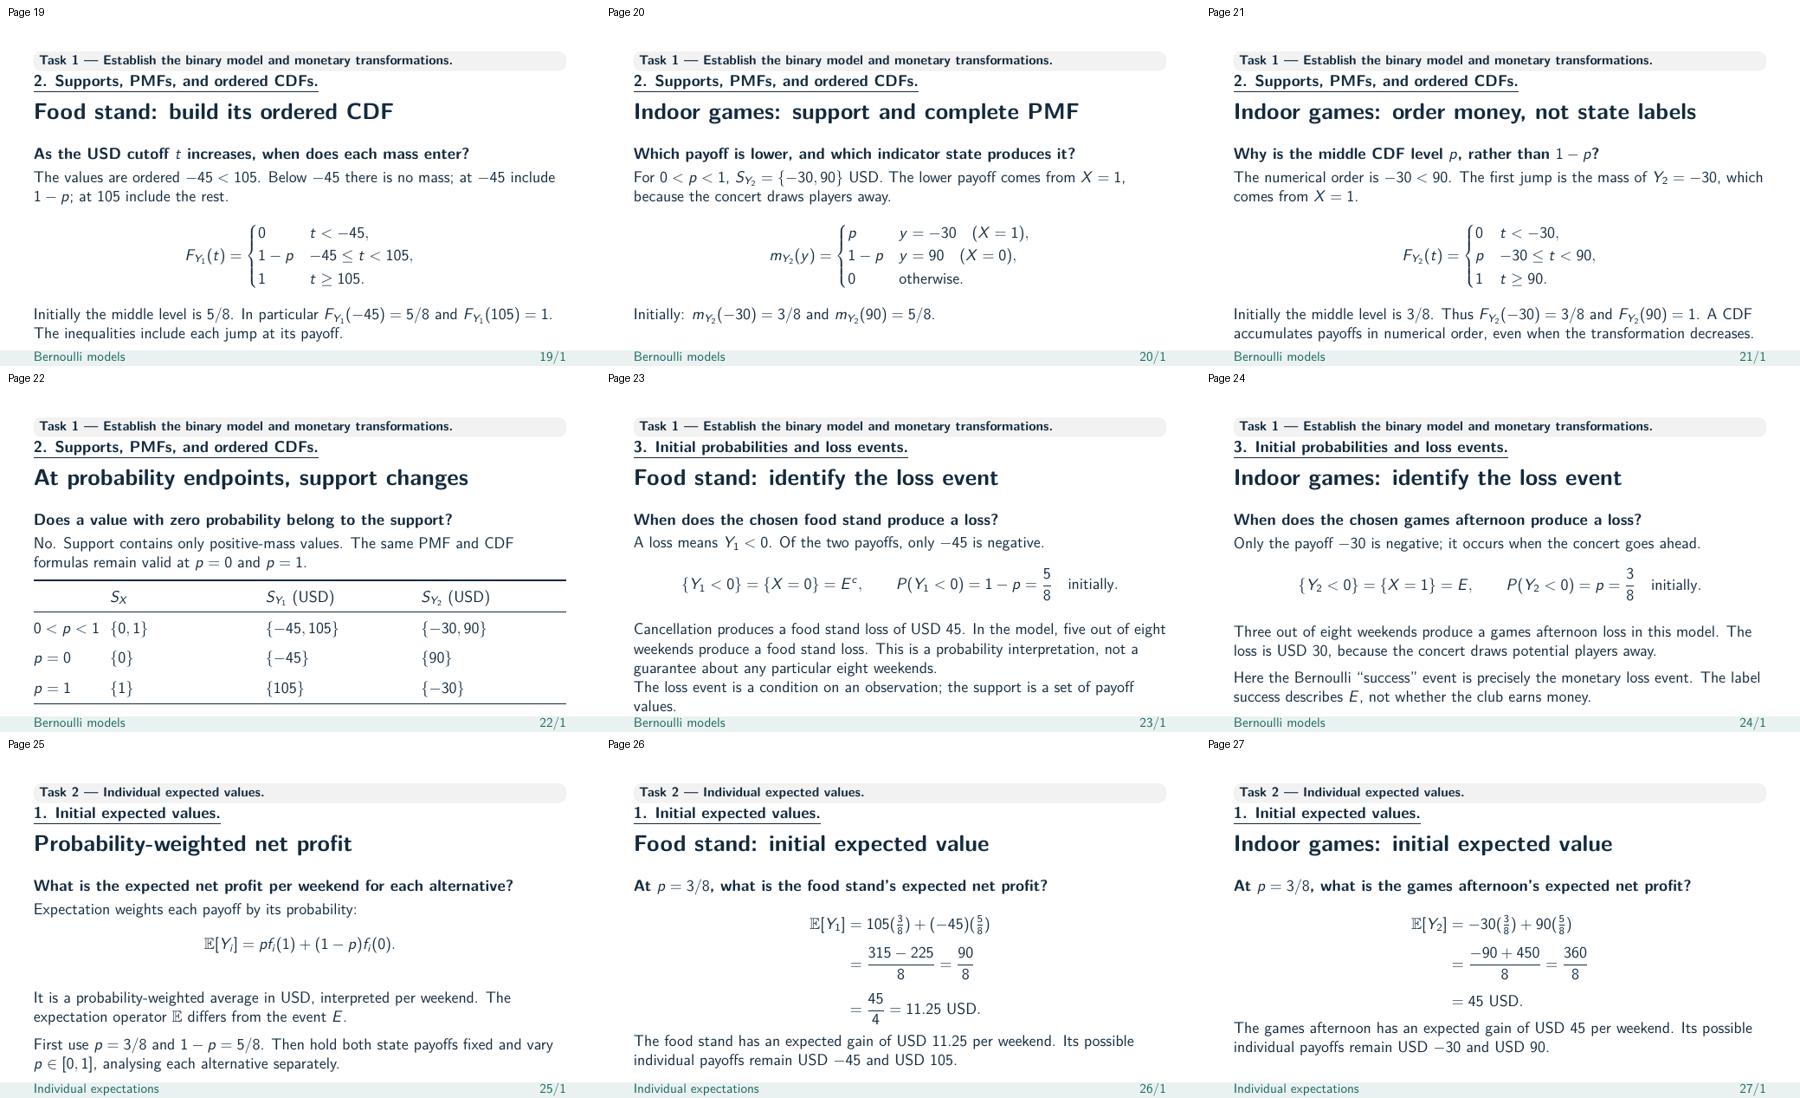 Page 19
Task 1 — Establish the binary model and monetary transformations.
2. Supports, PMFs, and ordered CDFs.
Food stand: build its ordered CDF
As the USD cutoff t increases, when does each mass enter?
The values are ordered −45 < 105. Below −45 there is no mass; at −45 include
1 − p; at 105 include the rest.
F_{Y_1}(t) = { 0 t < −45,
1 − p −45 ≤ t < 105,
1 t ≥ 105.
Initially the middle level is 5/8. In particular F_{Y_1}(−45) = 5/8 and F_{Y_1}(105) = 1.
The inequalities include each jump at its payoff.
Bernoulli models 19/1
Page 20
Task 1 — Establish the binary model and monetary transformations.
2. Supports, PMFs, and ordered CDFs.
Indoor games: support and complete PMF
Which payoff is lower, and which indicator state produces it?
For 0 < p < 1, S_{Y_2} = {−30, 90} USD. The lower payoff comes from X = 1,
because the concert draws players away.
m_{Y_2}(y) = { p y = −30 (X = 1),
1 − p y = 90 (X = 0),
0 otherwise.
Initially: m_{Y_2}(−30) = 3/8 and m_{Y_2}(90) = 5/8.
Bernoulli models 20/1
Page 21
Task 1 — Establish the binary model and monetary transformations.
2. Supports, PMFs, and ordered CDFs.
Indoor games: order money, not state labels
Why is the middle CDF level p, rather than 1 − p?
The numerical order is −30 < 90. The first jump is the mass of Y_2 = −30, which
comes from X = 1.
F_{Y_2}(t) = { 0 t < −30,
p −30 ≤ t < 90,
1 t ≥ 90.
Initially the middle level is 3/8. Thus F_{Y_2}(−30) = 3/8 and F_{Y_2}(90) = 1. A CDF
accumulates payoffs in numerical order, even when the transformation decreases.
Bernoulli models 21/1
Page 22
Task 1 — Establish the binary model and monetary transformations.
2. Supports, PMFs, and ordered CDFs.
At probability endpoints, support changes
Does a value with zero probability belong to the support?
No. Support contains only positive-mass values. The same PMF and CDF
formulas remain valid at p = 0 and p = 1.
S_X S_{Y_1} (USD) S_{Y_2} (USD)
0 < p < 1 {0, 1} {−45, 105} {−30, 90}
p = 0 {0} {−45} {90}
p = 1 {1} {105} {−30}
Bernoulli models 22/1
Page 23
Task 1 — Establish the binary model and monetary transformations.
3. Initial probabilities and loss events.
Food stand: identify the loss event
When does the chosen food stand produce a loss?
A loss means Y_1 < 0. Of the two payoffs, only −45 is negative.
{Y_1 < 0} = {X = 0} = E^c, P(Y_1 < 0) = 1 − p = 5/8 initially.
Cancellation produces a food stand loss of USD 45. In the model, five out of eight
weekends produce a food stand loss. This is a probability interpretation, not a
guarantee about any particular eight weekends.
The loss event is a condition on an observation; the support is a set of payoff
values.
Bernoulli models 23/1
Page 24
Task 1 — Establish the binary model and monetary transformations.
3. Initial probabilities and loss events.
Indoor games: identify the loss event
When does the chosen games afternoon produce a loss?
Only the payoff −30 is negative; it occurs when the concert goes ahead.
{Y_2 < 0} = {X = 1} = E, P(Y_2 < 0) = p = 3/8 initially.
Three out of eight weekends produce a games afternoon loss in this model. The
loss is USD 30, because the concert draws potential players away.
Here the Bernoulli “success” event is precisely the monetary loss event. The label
success describes E, not whether the club earns money.
Bernoulli models 24/1
Page 25
Task 2 — Individual expected values.
1. Initial expected values.
Probability-weighted net profit
What is the expected net profit per weekend for each alternative?
Expectation weights each payoff by its probability:
𝔼[Y_i] = pf_i(1) + (1 − p)f_i(0).
It is a probability-weighted average in USD, interpreted per weekend. The
expectation operator 𝔼 differs from the event E.
First use p = 3/8 and 1 − p = 5/8. Then hold both state payoffs fixed and vary
p ∈ [0, 1], analysing each alternative separately.
Individual expectations 25/1
Page 26
Task 2 — Individual expected values.
1. Initial expected values.
Food stand: initial expected value
At p = 3/8, what is the food stand’s expected net profit?
𝔼[Y_1] = 105(3/8) + (−45)(5/8)
= (315 − 225)/8 = 90/8
= 45/4 = 11.25 USD.
The food stand has an expected gain of USD 11.25 per weekend. Its possible
individual payoffs remain USD −45 and USD 105.
Individual expectations 26/1
Page 27
Task 2 — Individual expected values.
1. Initial expected values.
Indoor games: initial expected value
At p = 3/8, what is the games afternoon’s expected net profit?
𝔼[Y_2] = −30(3/8) + 90(5/8)
= (−90 + 450)/8 = 360/8
= 45 USD.
The games afternoon has an expected gain of USD 45 per weekend. Its possible
individual payoffs remain USD −30 and USD 90.
Individual expectations 27/1